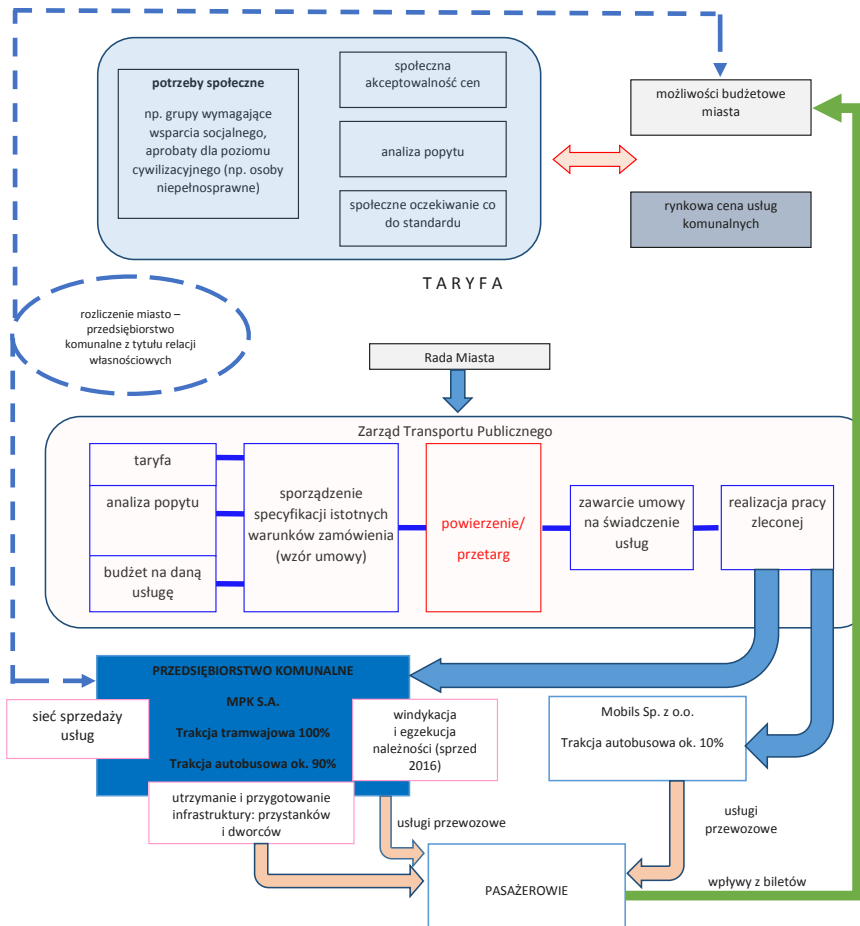 potrzeby społeczne
np. grupy wymagające
wsparcia socjalnego,
aprobaty dla poziomu
cywilizacyjnego (np. osoby
niepełnosprawne)
społeczna
akceptowalność cen
analiza popytu
społeczne oczekiwanie co
do standardu
możliwości budżetowe
miasta
rynkowa cena usług
komunalnych
TARYFA
rozliczenie miasto –
przedsiębiorstwo
komunalne z tytułu relacji
własnościowych
Rada Miasta
Zarząd Transportu Publicznego
taryfa
analiza popytu
budżet na daną
usługę
sporządzenie
specyfikacji istotnych
warunków zamówienia
(wzór umowy)
powierzenie/
przetarg
zawarcie umowy
na świadczenie
usług
realizacja pracy
zleconej
PRZEDSIĘBIORSTWO KOMUNALNE
MPK S.A.
Trakcja tramwajowa 100%
Trakcja autobusowa ok. 90%
sieć sprzedaży
usług
windykacja
i egzekucja
należności (sprzed
2016)
utrzymanie i przygotowanie
infrastruktury: przystanków
i dworców
Mobils Sp. z o.o.
Trakcja autobusowa ok. 10%
usługi przewozowe
usługi
przewozowe
PASAŻEROWIE
wpływy z biletów